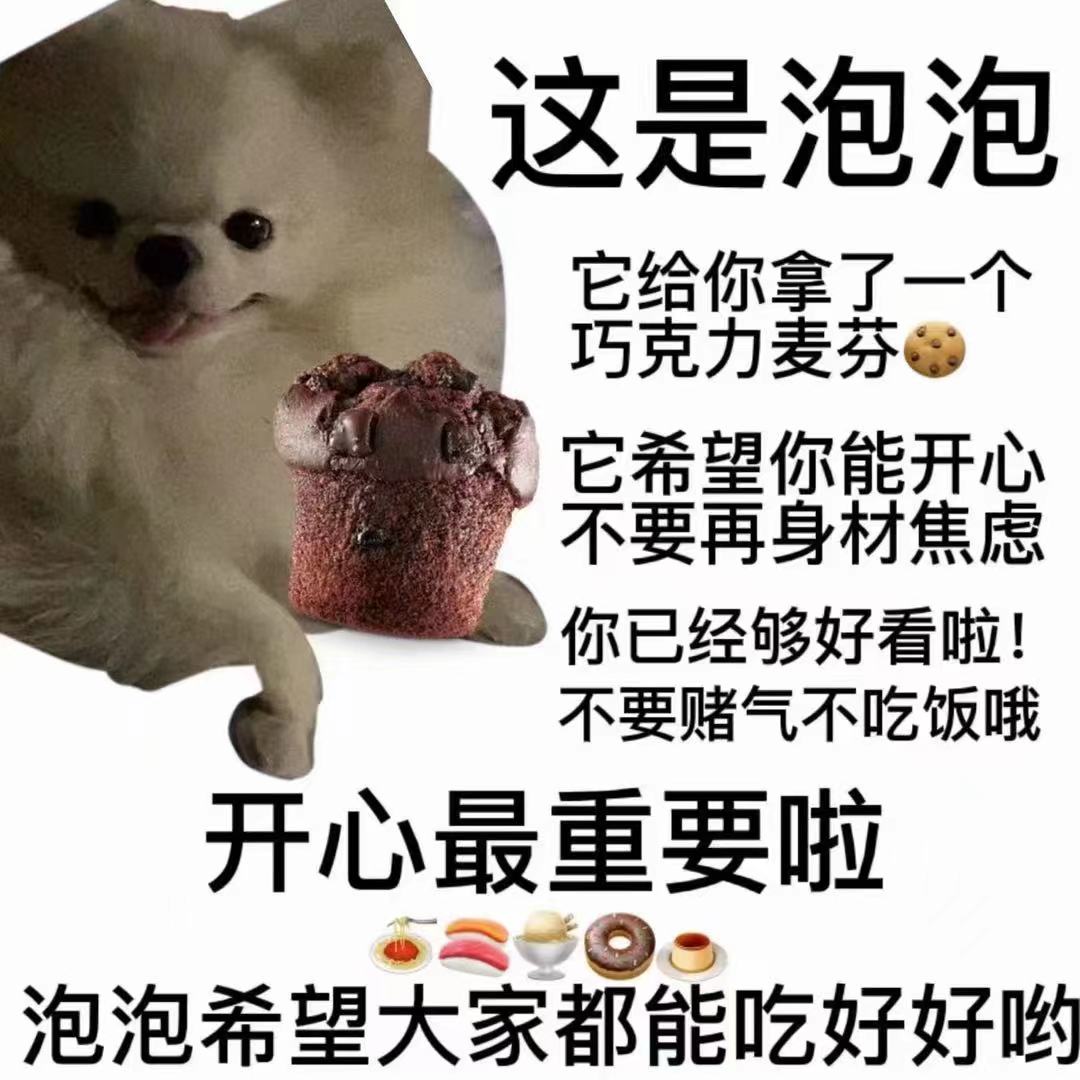 这是泡泡
它给你拿了一个
巧克力麦芬🍪
它希望你能开心
不要再身材焦虑
你已经够好看啦！
不要赌气不吃饭哦
开心最重要啦
🍝🍣🍨🍩🍮
泡泡希望大家都能吃好好哟